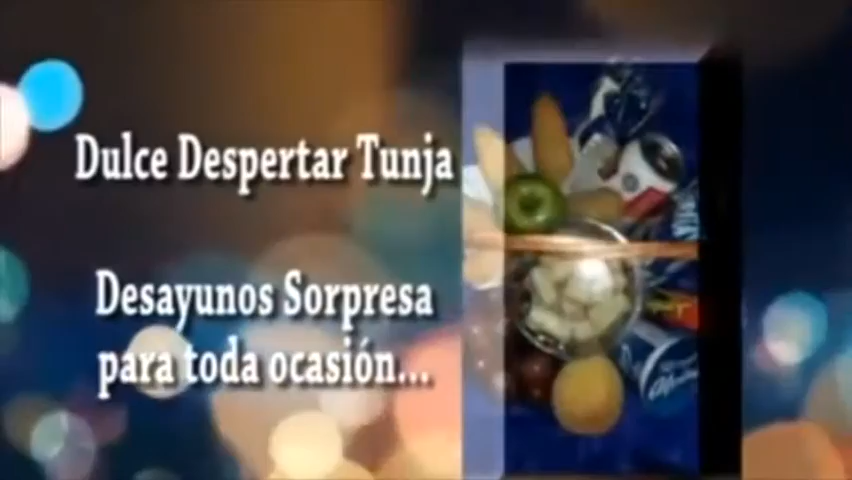 Dulce Despertar Tunja
Desayunos Sorpresa
para toda ocasión...